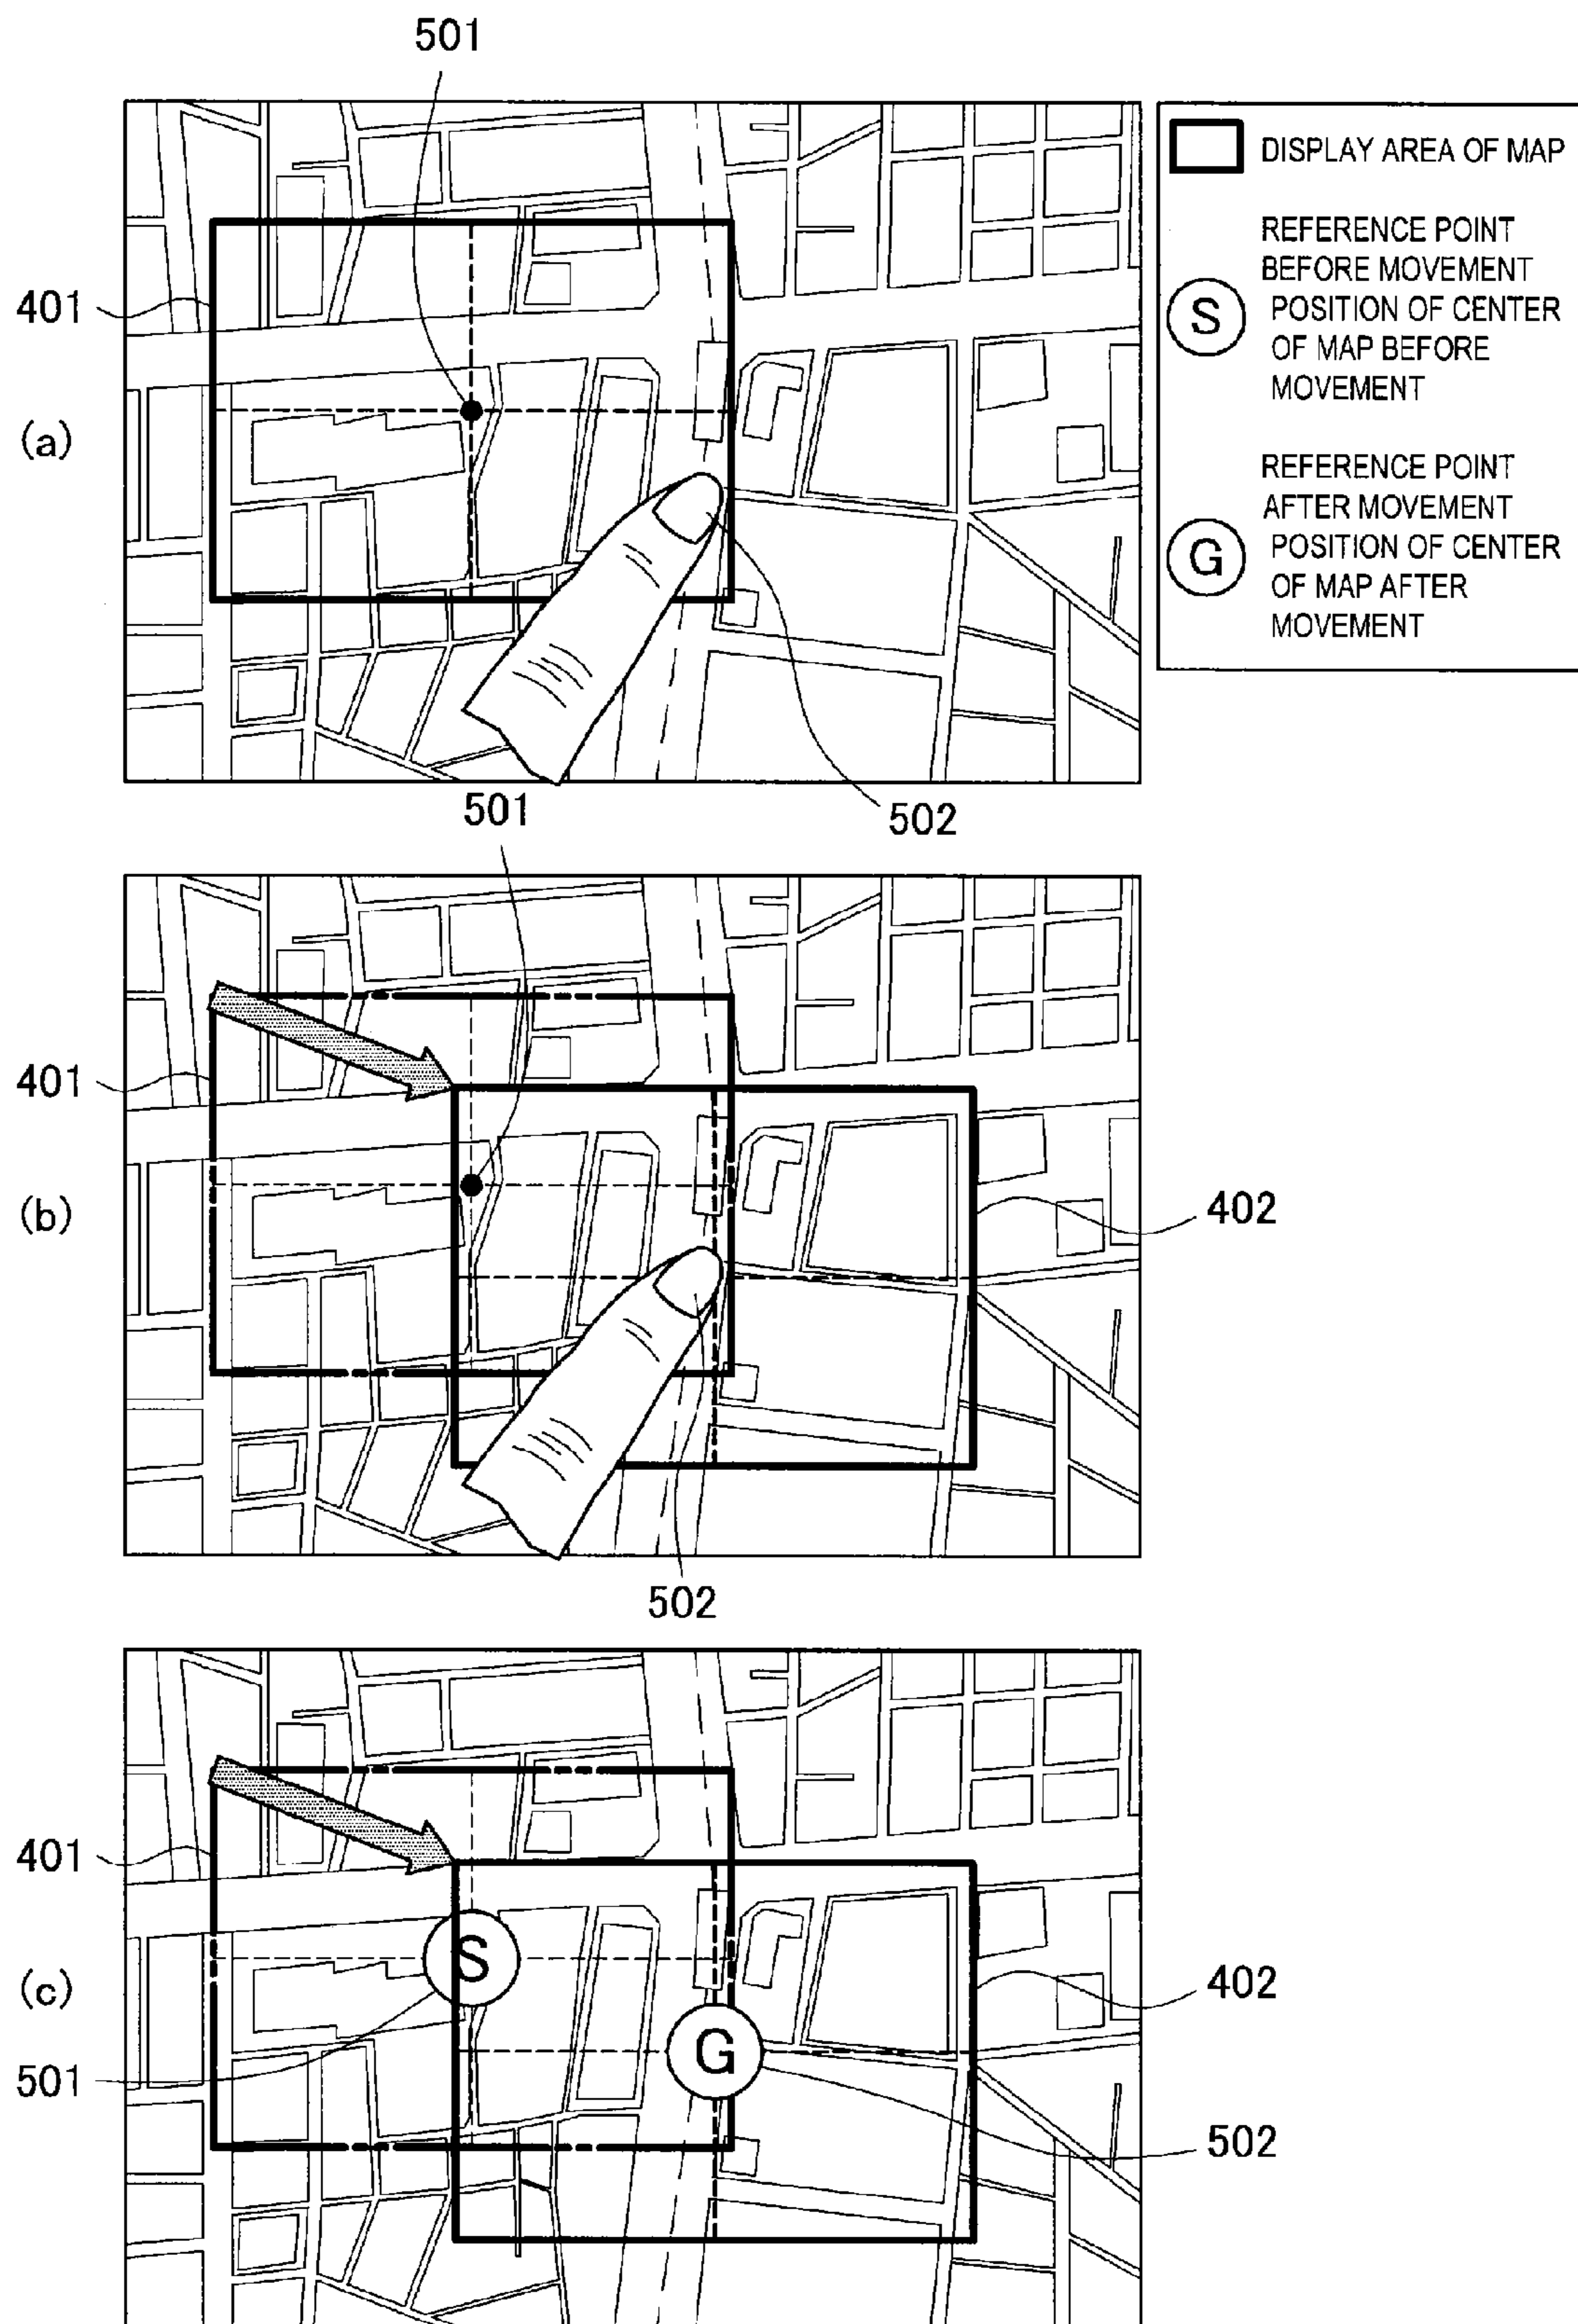 501
DISPLAY AREA OF MAP
REFERENCE POINT
BEFORE MOVEMENT
S
POSITION OF CENTER
OF MAP BEFORE
MOVEMENT
REFERENCE POINT
AFTER MOVEMENT
G
POSITION OF CENTER
OF MAP AFTER
MOVEMENT
401
(a)
502
501
401
(b)
402
502
401
S
(c)
402
G
501
502